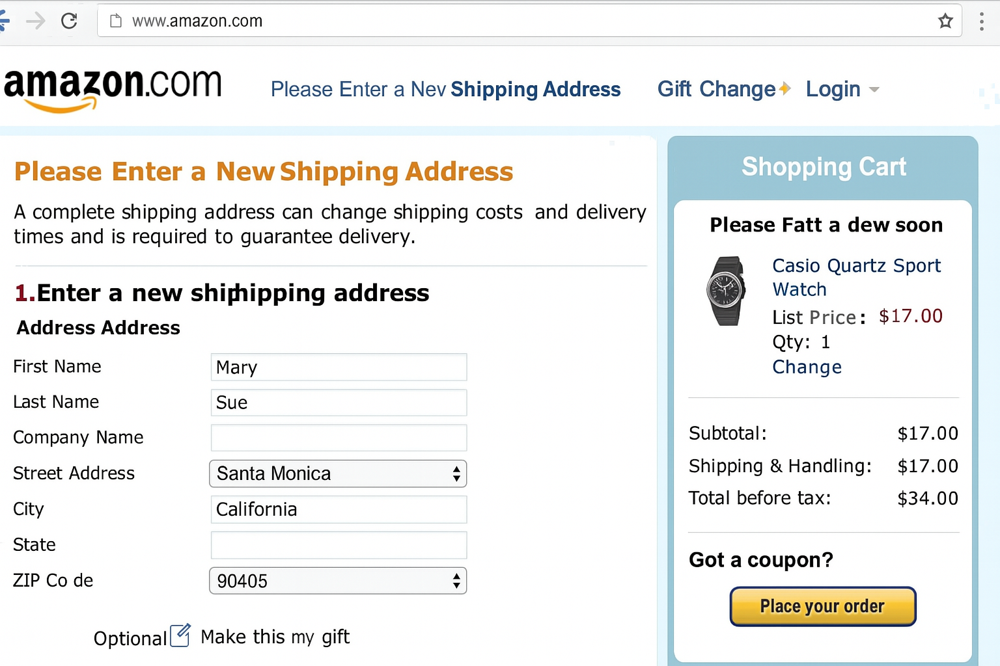 www.amazon.com
amazon.com
Please Enter a Nev Shipping Address
Gift Change
Login
Please Enter a New Shipping Address
A complete shipping address can change shipping costs and delivery
times and is required to guarantee delivery.
1.Enter a new shiphipping address
Address Address
First Name
Mary
Last Name
Sue
Company Name
Street Address
Santa Monica
City
California
State
ZIP Co de
90405
Optional
Make this my gift
Shopping Cart
Please Fatt a dew soon
Casio Quartz Sport
Watch
List Price: $17.00
Qty: 1
Change
Subtotal: $17.00
Shipping & Handling: $17.00
Total before tax: $34.00
Got a coupon?
Place your order